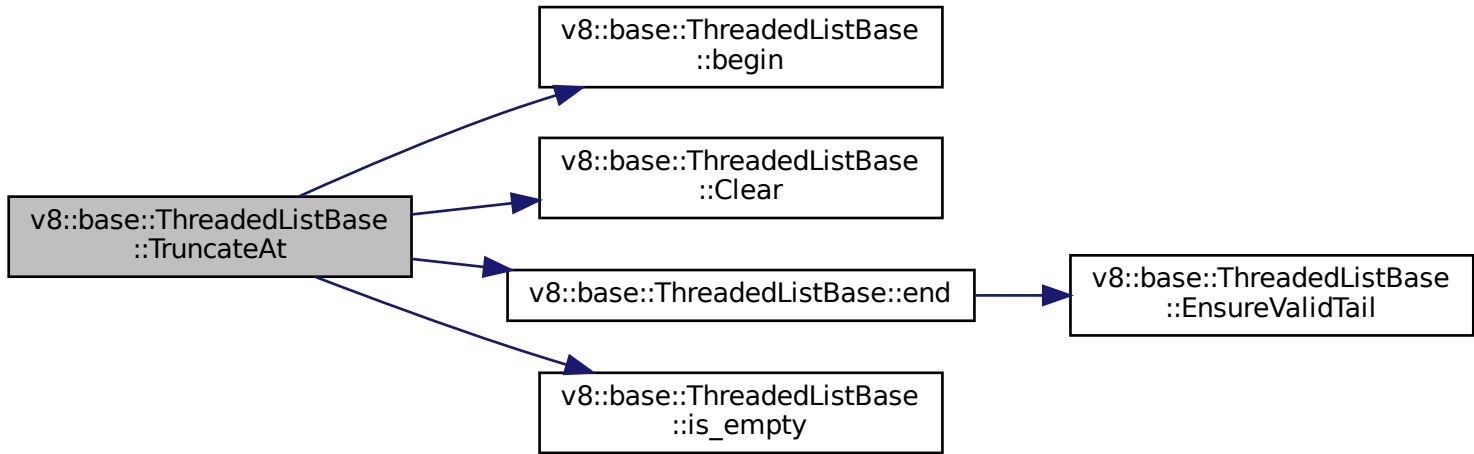 v8::base::ThreadedListBase
::begin
v8::base::ThreadedListBase
::Clear
v8::base::ThreadedListBase
::TruncateAt
v8::base::ThreadedListBase::end
v8::base::ThreadedListBase
::EnsureValidTail
v8::base::ThreadedListBase
::is_empty